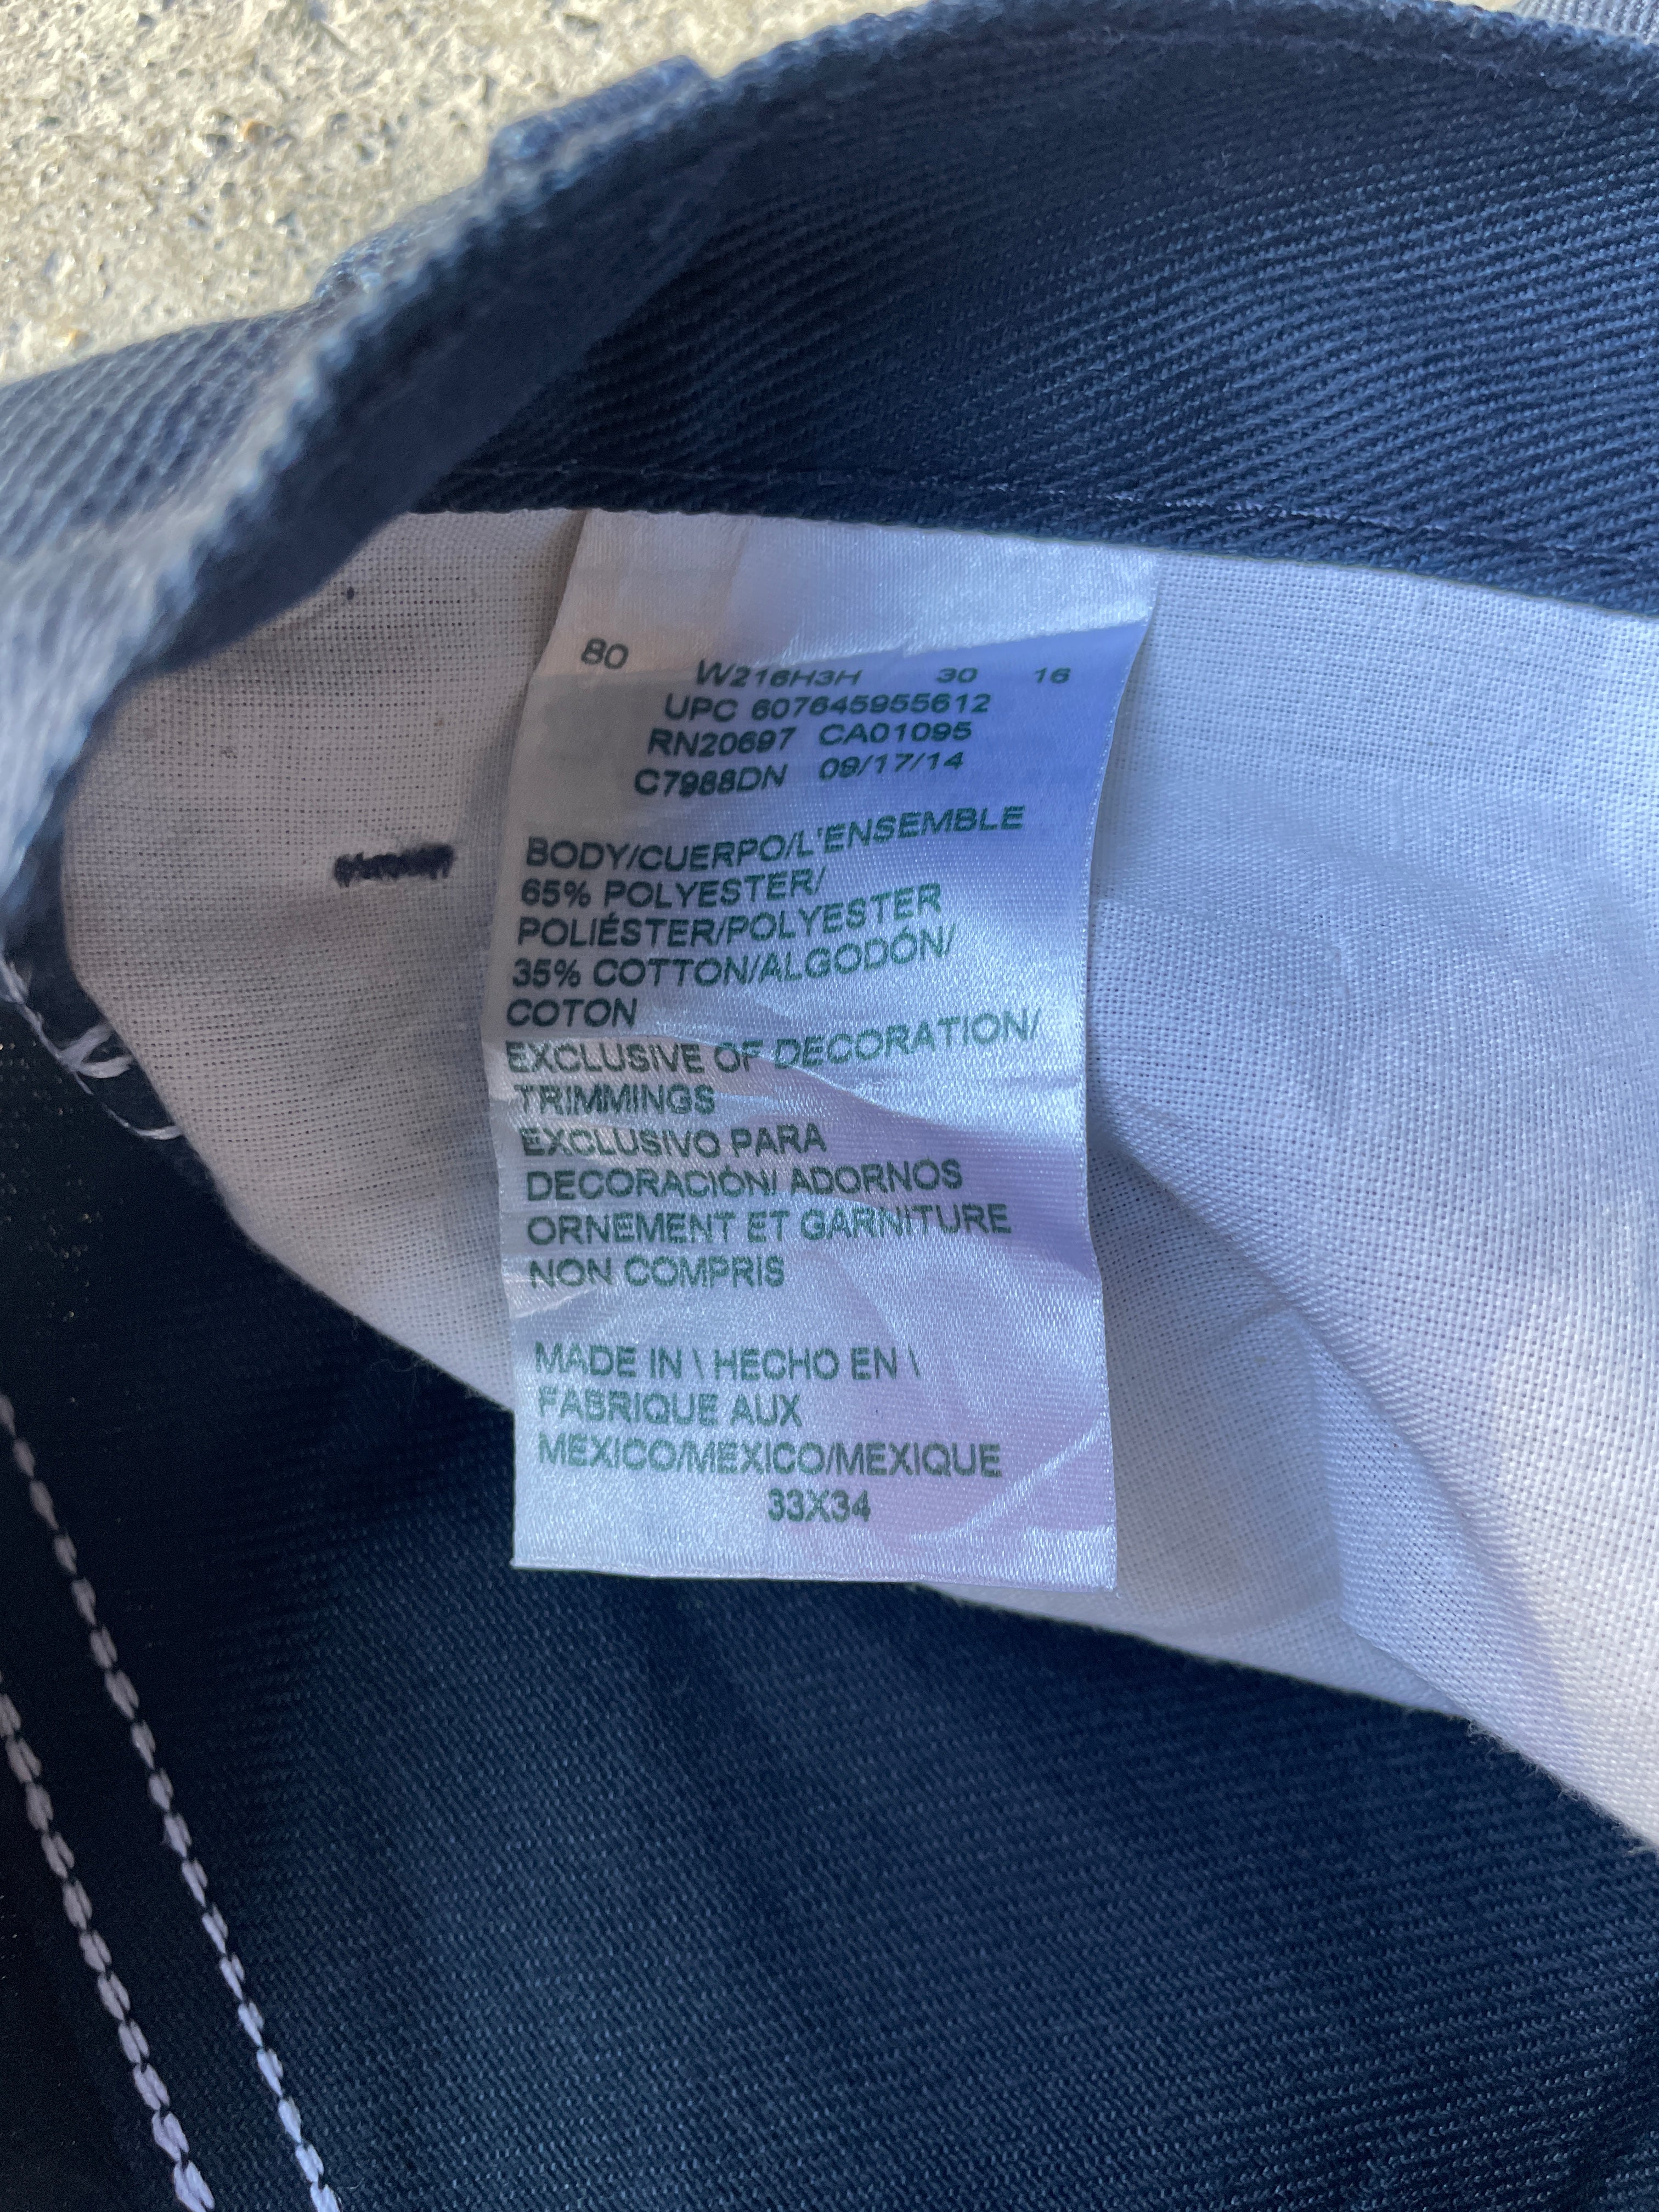 80 W216H3H 30 16
UPC 607645955612
RN20697 CA01095
C7988DN 09/17/14
BODY/CUERPO/L'ENSEMBLE
65% POLYESTER/
POLIÉSTER/POLYESTER
35% COTTON/ALGODÓN/
COTON
EXCLUSIVE OF DECORATION/
TRIMMINGS
EXCLUSIVO PARA
DECORACIÓN/ ADORNOS
ORNEMENT ET GARNITURE
NON COMPRIS
MADE IN \ HECHO EN \
FABRIQUE AUX
MEXICO/MEXICO/MEXIQUE
33X34